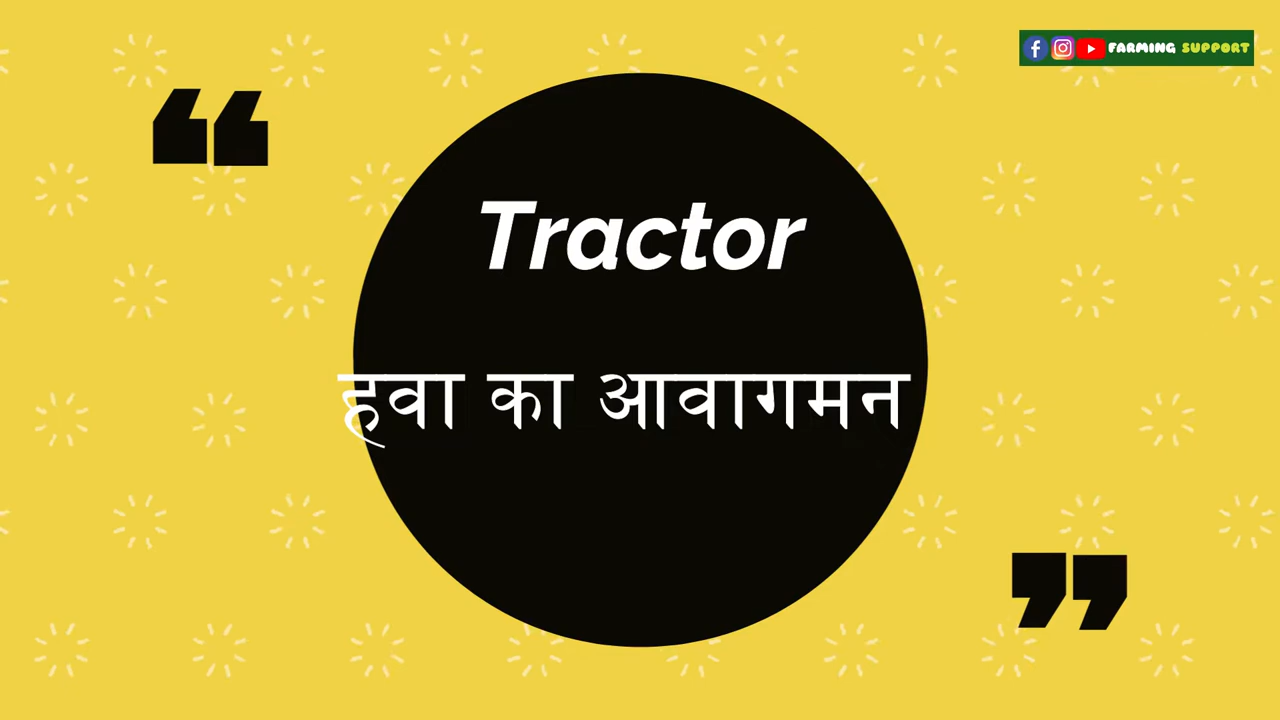 FARMING SUPPORT
“
Tractor
हवा का आवागमन
”